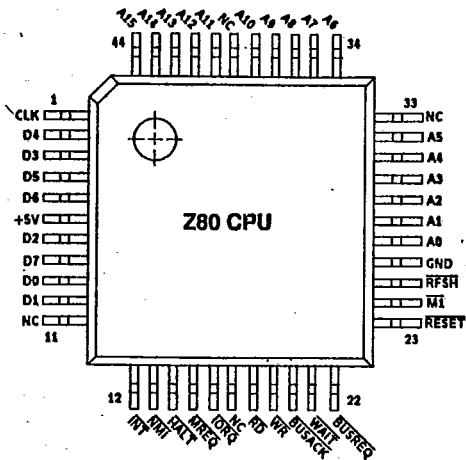 A15 A14 A13 A12 A11 NC A10 A9 A8 A7 A6
44
34
1
33
CLK
D4
D3
D5
D6
+5V
D2
D7
D0
D1
NC
11
Z80 CPU
NC
A5
A4
A3
A2
A1
A0
GND
RFSH
M1
RESET
23
12
22
INT NMI HALT MREQ IORQ NC RD WR BUSACK WAIT BUSREQ